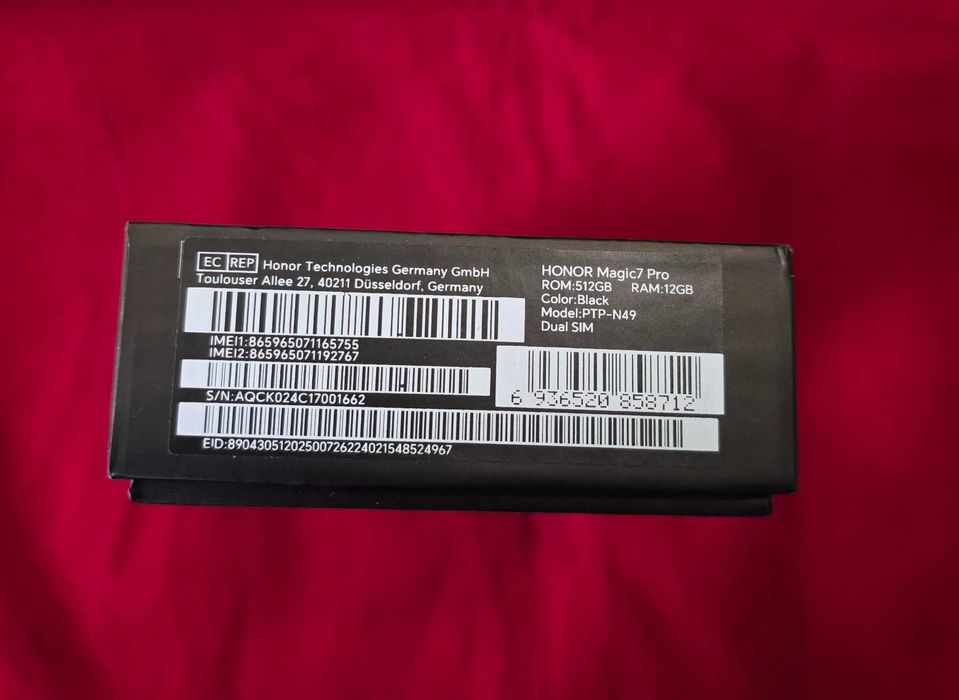 EC REP Honor Technologies Germany GmbH
Toulouser Allee 27, 40211 Düsseldorf, Germany
IMEI1:865965071165755
IMEI2:865965071192767
S/N:AQCK024C17001662
EID:89043051202500726224021548524967
HONOR Magic7 Pro
ROM:512GB RAM:12GB
Color:Black
Model:PTP-N49
Dual SIM
6 936520 858712